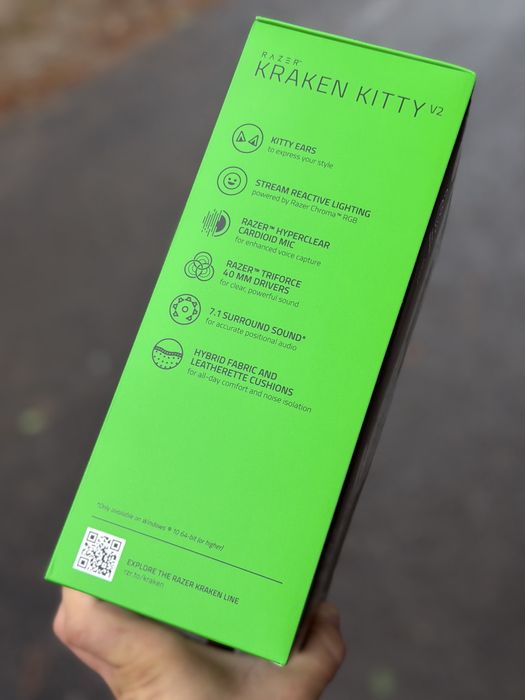 RAZER™
KRAKEN KITTY V2
KITTY EARS
to express your style
STREAM REACTIVE LIGHTING
powered by Razer Chroma™ RGB
RAZER™ HYPERCLEAR
CARDIOID MIC
for enhanced voice capture
RAZER™ TRIFORCE
40 MM DRIVERS
for clear, powerful sound
7.1 SURROUND SOUND*
for accurate positional audio
HYBRID FABRIC AND
LEATHERETTE CUSHIONS
for all-day comfort and noise isolation
*Only available on Windows ® 10 64-bit (or higher)
EXPLORE THE RAZER KRAKEN LINE
rzr.to/kraken